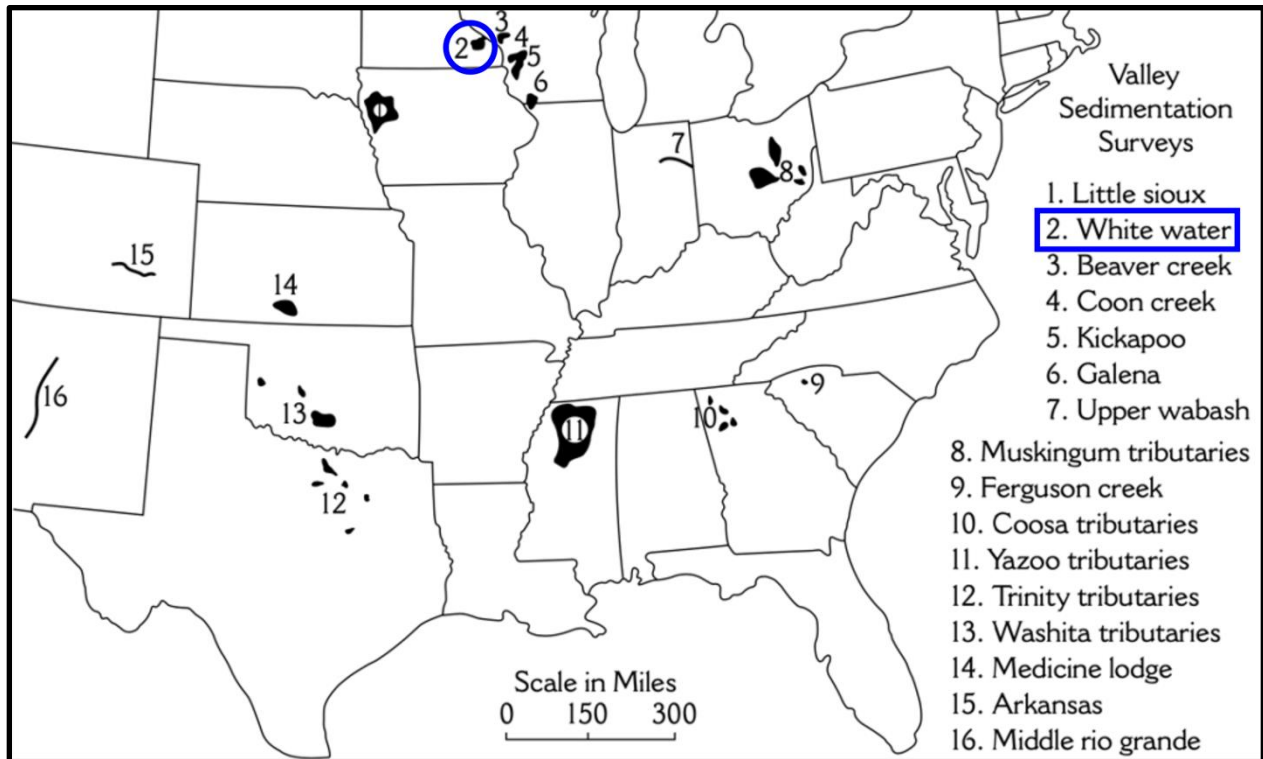 3
2
4
5
6
1
7
8
15
14
16
13
9
10
11
12
Valley
Sedimentation
Surveys
1. Little sioux
2. White water
3. Beaver creek
4. Coon creek
5. Kickapoo
6. Galena
7. Upper wabash
8. Muskingum tributaries
9. Ferguson creek
10. Coosa tributaries
11. Yazoo tributaries
12. Trinity tributaries
13. Washita tributaries
14. Medicine lodge
15. Arkansas
16. Middle rio grande
Scale in Miles
0 150 300